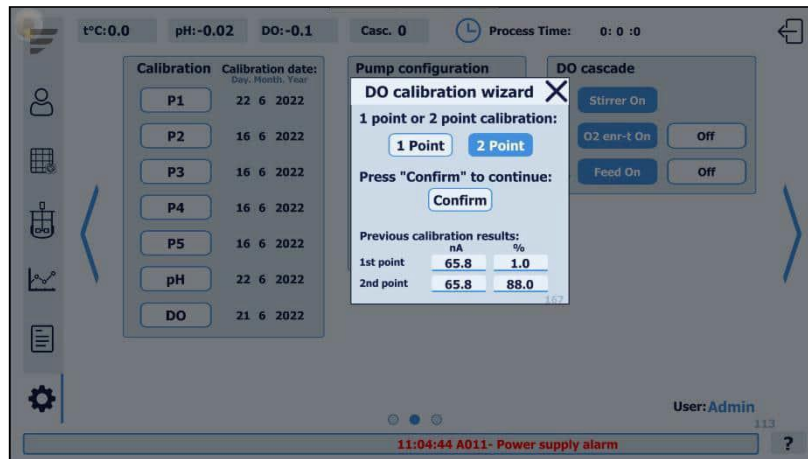 t°C:0.0 pH:-0.02 DO:-0.1 Casc. 0 Process Time: 0: 0 :0
Calibration Calibration date:
Day. Month. Year
P1 22 6 2022
P2 16 6 2022
P3 16 6 2022
P4 16 6 2022
P5 16 6 2022
pH 22 6 2022
DO 21 6 2022
Pump configuration
DO calibration wizard
1 point or 2 point calibration:
1 Point 2 Point
Press "Confirm" to continue:
Confirm
Previous calibration results:
nA %
1st point 65.8 1.0
2nd point 65.8 88.0
167
DO cascade
Stirrer On
O2 enr-t On Off
Feed On Off
User:Admin
113
11:04:44 A011- Power supply alarm ?